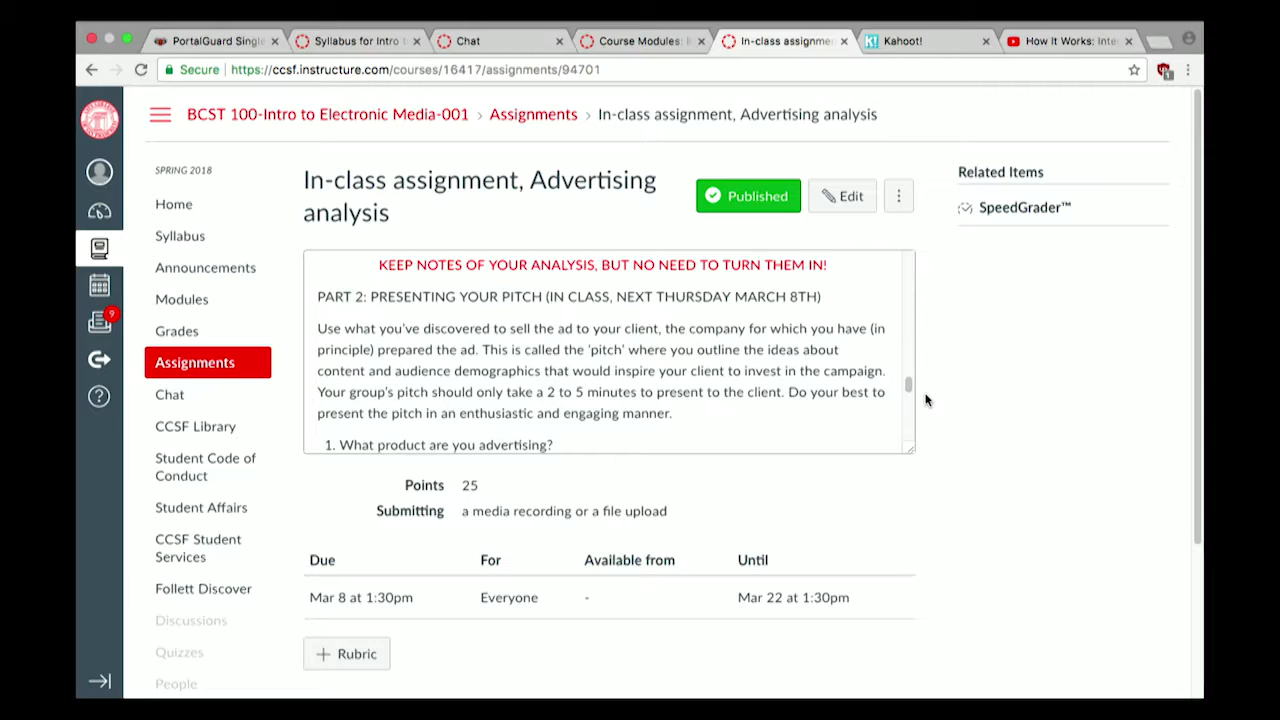 PortalGuard Single
Syllabus for Intro t
Chat
Course Modules:
In-class assignme
Kahoot!
How It Works: Inte
Secure https://ccsf.instructure.com/courses/16417/assignments/94701
BCST 100-Intro to Electronic Media-001 › Assignments › In-class assignment, Advertising analysis
SPRING 2018
Home
Syllabus
Announcements
Modules
Grades
Assignments
Chat
CCSF Library
Student Code of
Conduct
Student Affairs
CCSF Student
Services
Follett Discover
Discussions
Quizzes
People
9
In-class assignment, Advertising
analysis
Published
Edit
KEEP NOTES OF YOUR ANALYSIS, BUT NO NEED TO TURN THEM IN!
PART 2: PRESENTING YOUR PITCH (IN CLASS, NEXT THURSDAY MARCH 8TH)
Use what you've discovered to sell the ad to your client, the company for which you have (in
principle) prepared the ad. This is called the 'pitch' where you outline the ideas about
content and audience demographics that would inspire your client to invest in the campaign.
Your group's pitch should only take a 2 to 5 minutes to present to the client. Do your best to
present the pitch in an enthusiastic and engaging manner.
1. What product are you advertising?
Points 25
Submitting a media recording or a file upload
Due For Available from Until
Mar 8 at 1:30pm Everyone - Mar 22 at 1:30pm
+ Rubric
Related Items
SpeedGrader™